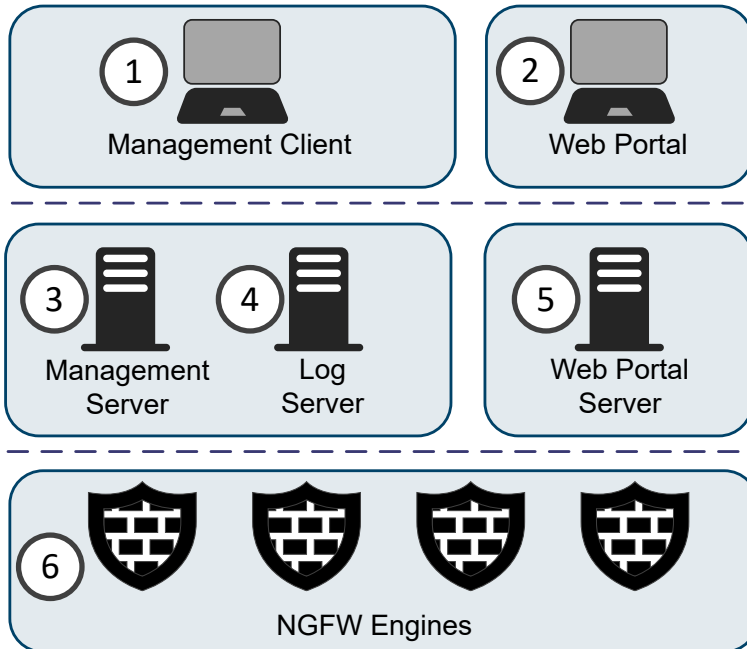 1
Management Client
2
Web Portal
3
Management
Server
4
Log
Server
5
Web Portal
Server
6
NGFW Engines